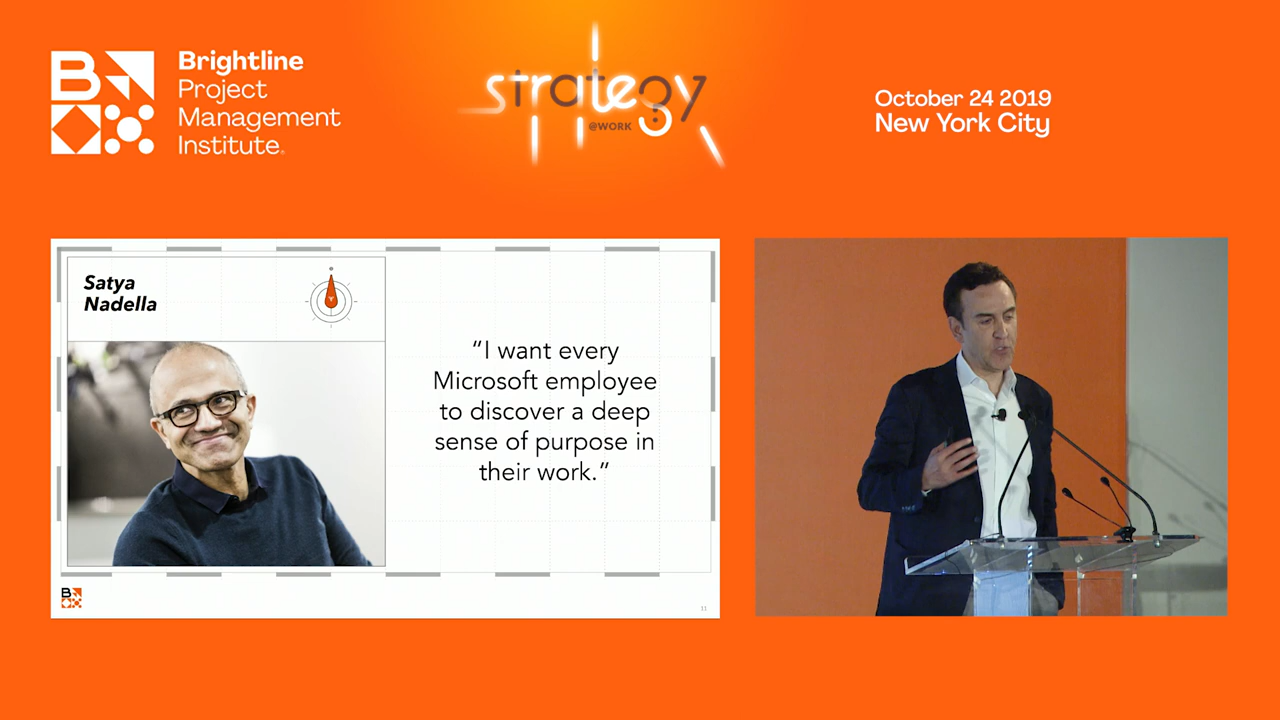 Brightline
Project
Management
Institute.
strategy
@WORK
October 24 2019
New York City
Satya
Nadella
“I want every
Microsoft employee
to discover a deep
sense of purpose in
their work.”
B
B
11